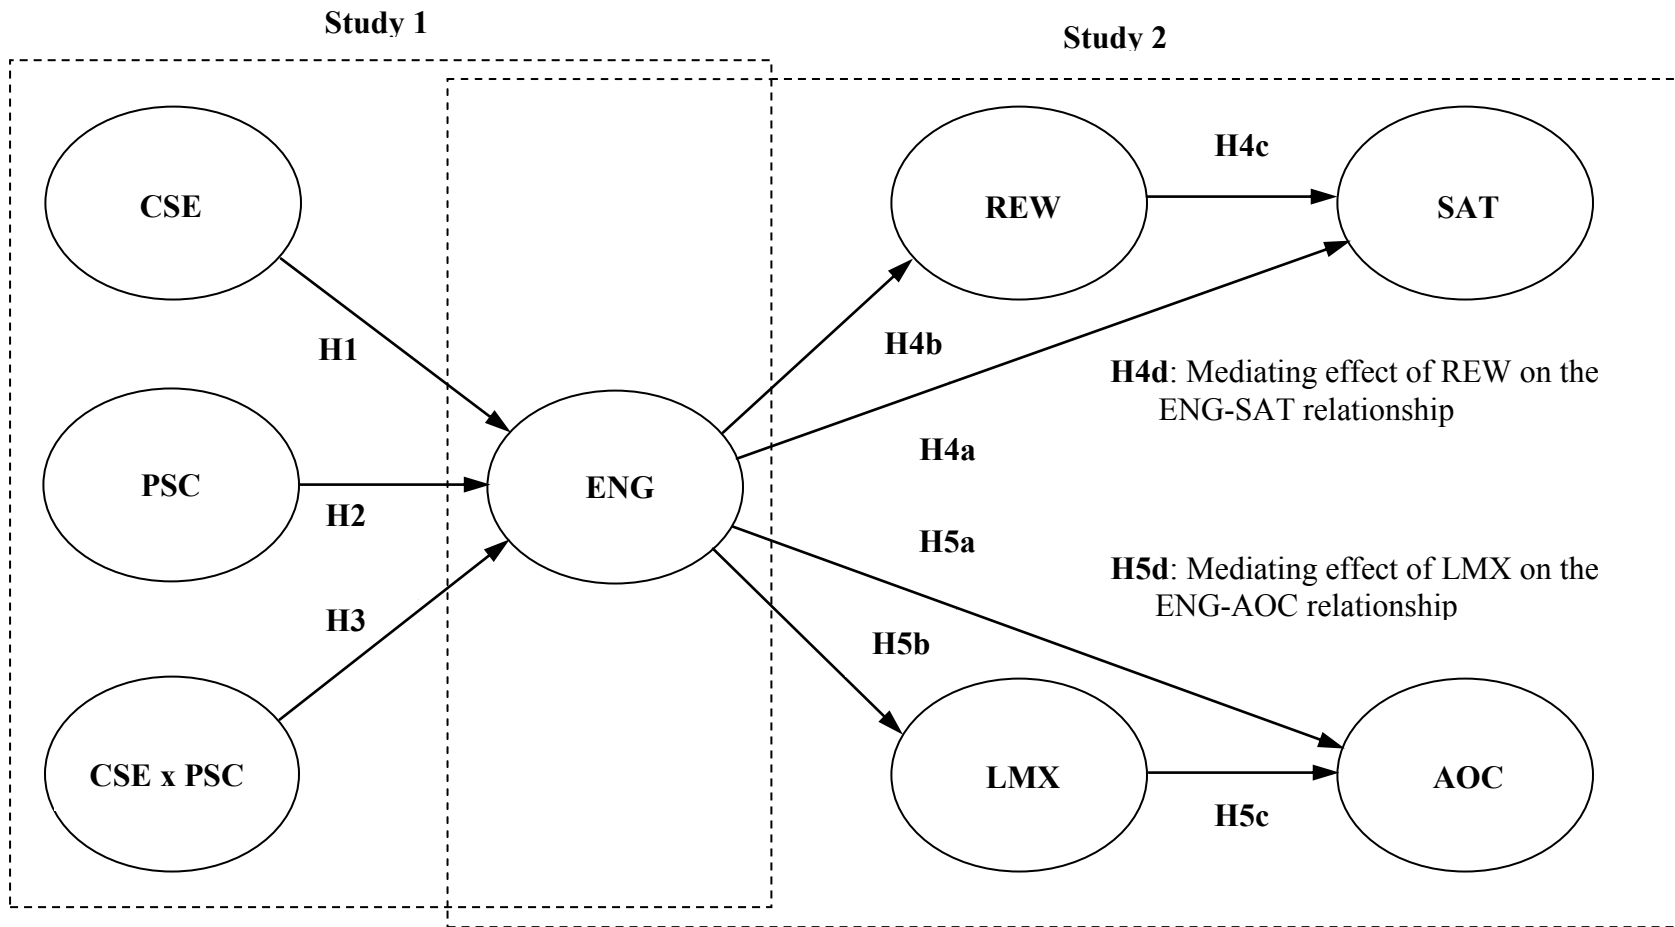 Study 1
Study 2
CSE
REW
H4c
SAT
H1
H4b
H4d: Mediating effect of REW on the
ENG-SAT relationship
PSC
H2
ENG
H4a
H5a
H5d: Mediating effect of LMX on the
ENG-AOC relationship
H3
H5b
CSE x PSC
LMX
H5c
AOC